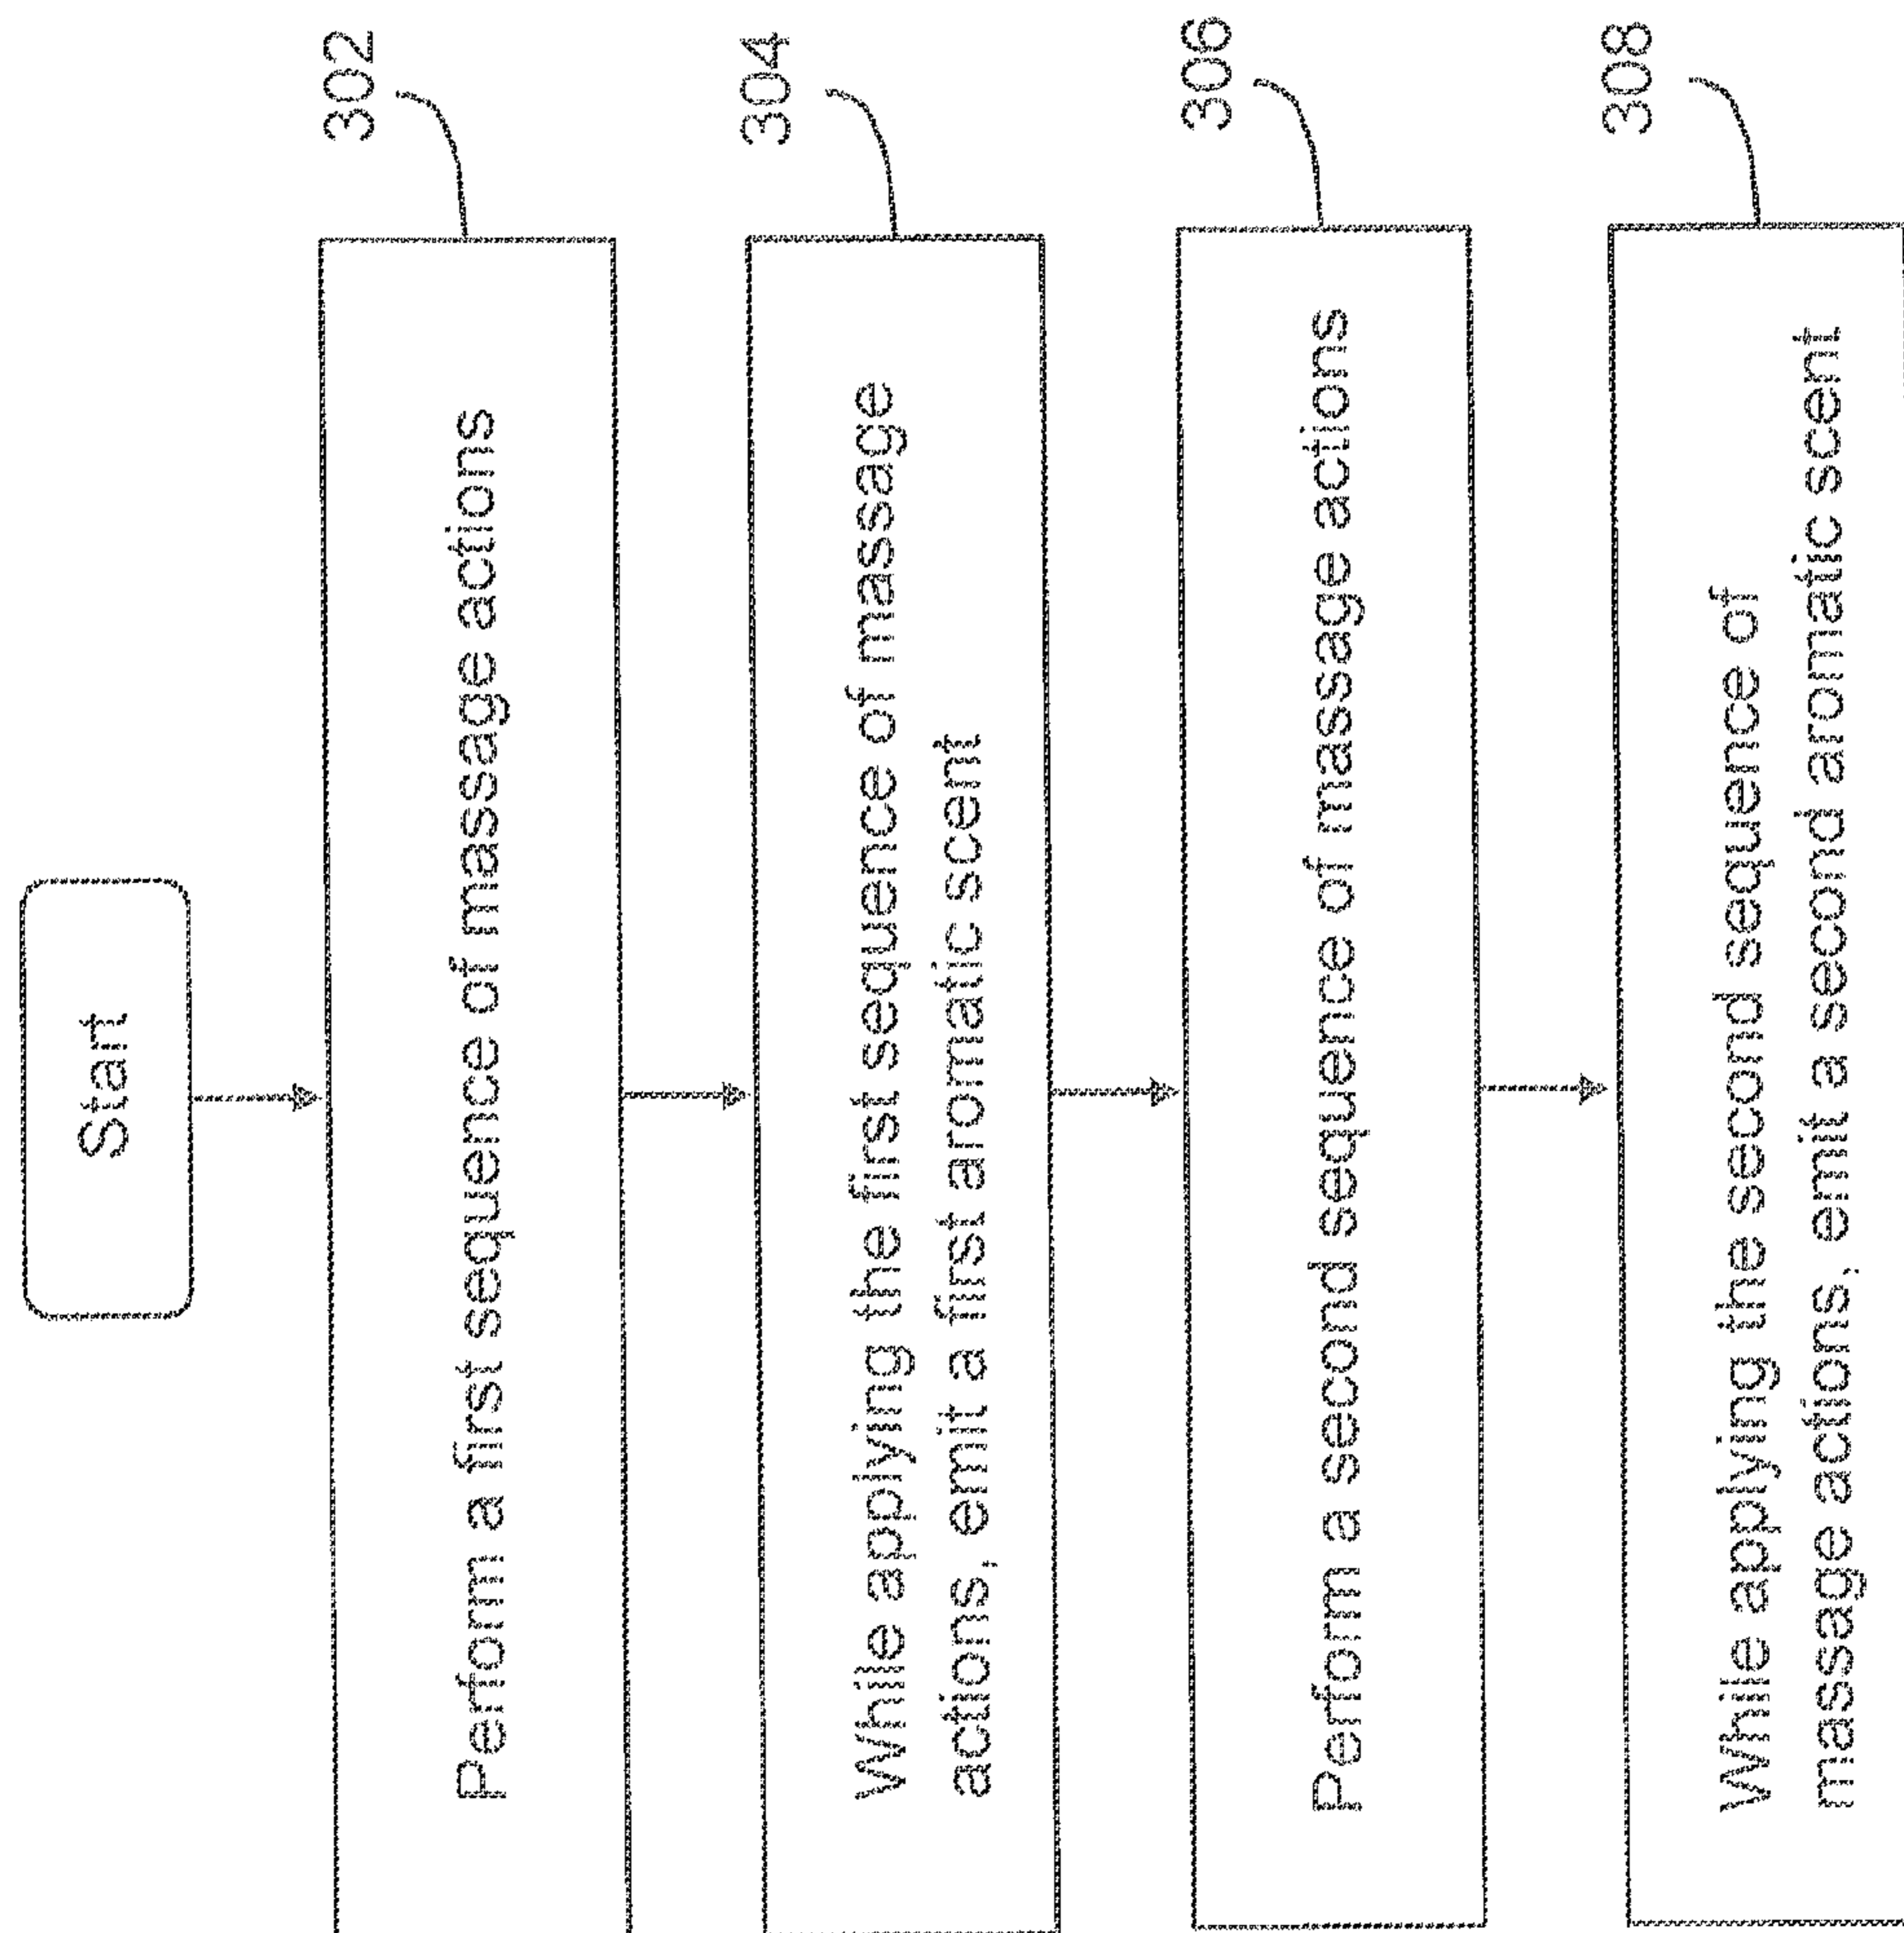 Start
302
Perform a first sequence of massage actions
304
While applying the first sequence of massage
actions, emit a first aromatic scent
306
Perform a second sequence of massage actions
308
While applying the second sequence of
massage actions, emit a second aromatic scent